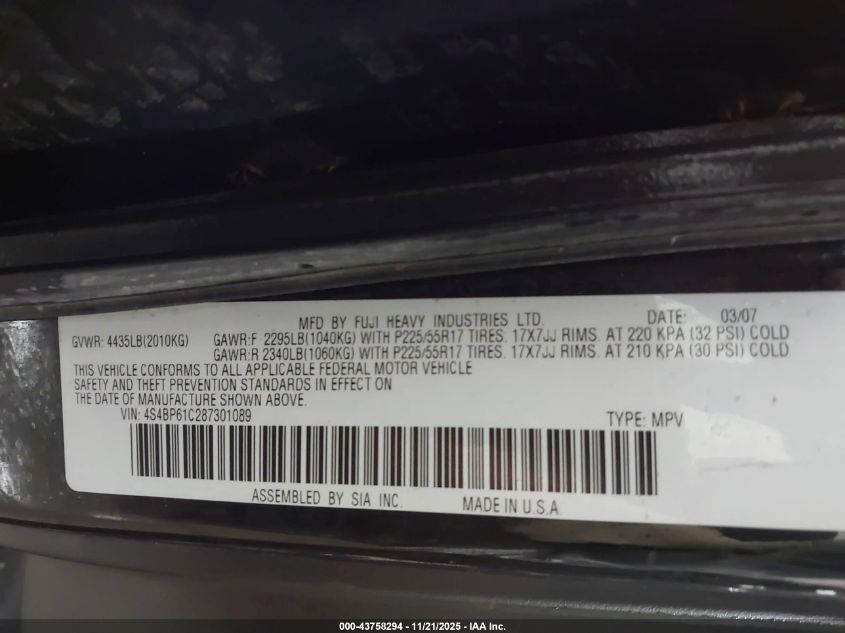 MFD BY FUJI HEAVY INDUSTRIES LTD. DATE: 03/07
GVWR: 4435LB(2010KG) GAWR:F 2295LB(1040KG) WITH P225/55R17 TIRES. 17X7JJ RIMS. AT 220 KPA (32 PSI) COLD
GAWR:R 2340LB(1060KG) WITH P225/55R17 TIRES. 17X7JJ RIMS. AT 210 KPA (30 PSI) COLD
THIS VEHICLE CONFORMS TO ALL APPLICABLE FEDERAL MOTOR VEHICLE
SAFETY AND THEFT PREVENTION STANDARDS IN EFFECT ON
THE DATE OF MANUFACTURE SHOWN ABOVE.
VIN: 4S4BP61C287301089 TYPE: MPV
ASSEMBLED BY SIA INC. MADE IN U.S.A.
000-43758294 - 11/21/2025 - IAA Inc.